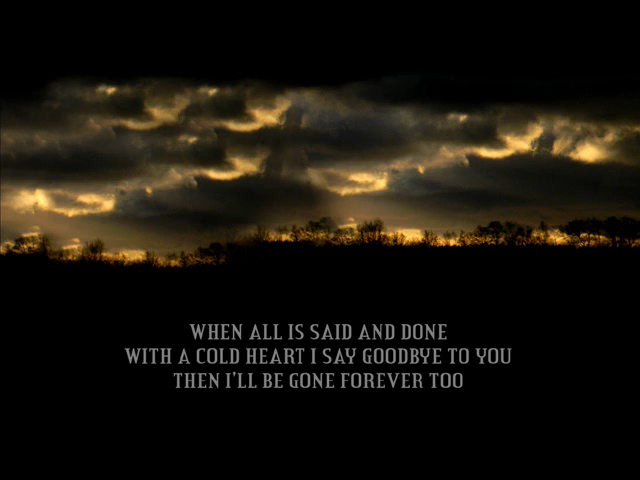 WHEN ALL IS SAID AND DONE
WITH A COLD HEART I SAY GOODBYE TO YOU
THEN I'LL BE GONE FOREVER TOO